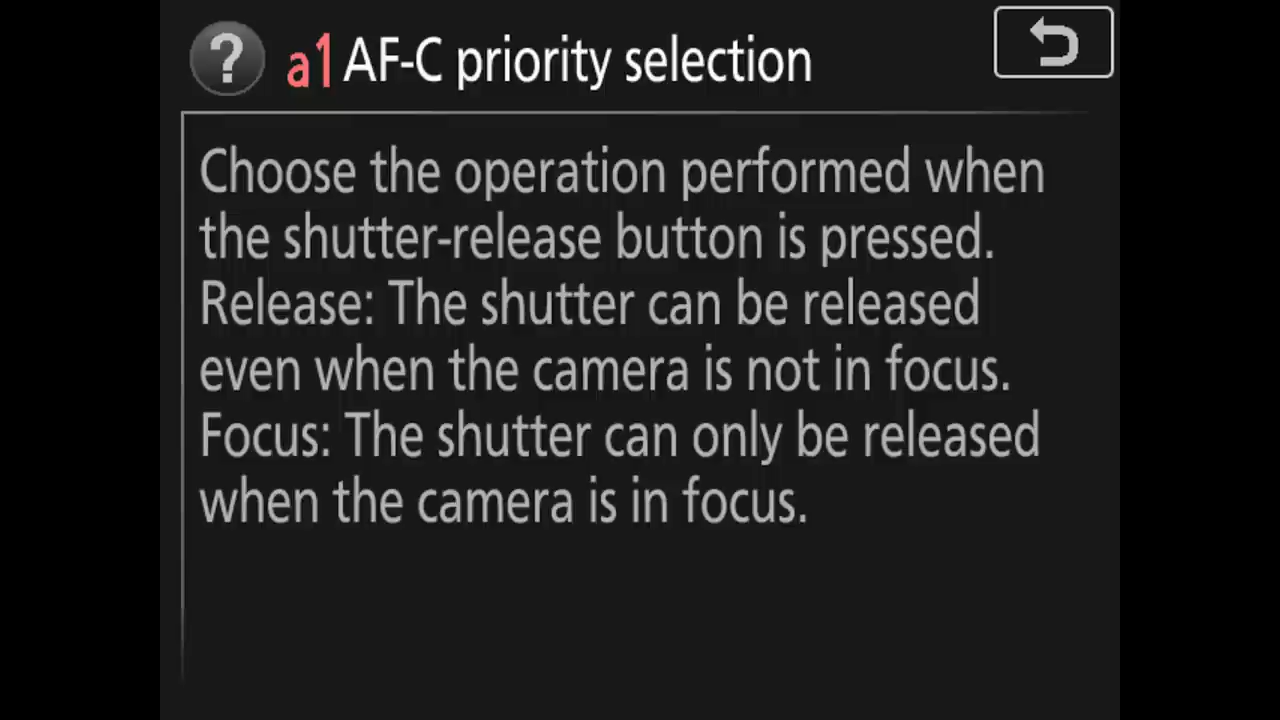 ? a1 AF-C priority selection
Choose the operation performed when
the shutter-release button is pressed.
Release: The shutter can be released
even when the camera is not in focus.
Focus: The shutter can only be released
when the camera is in focus.